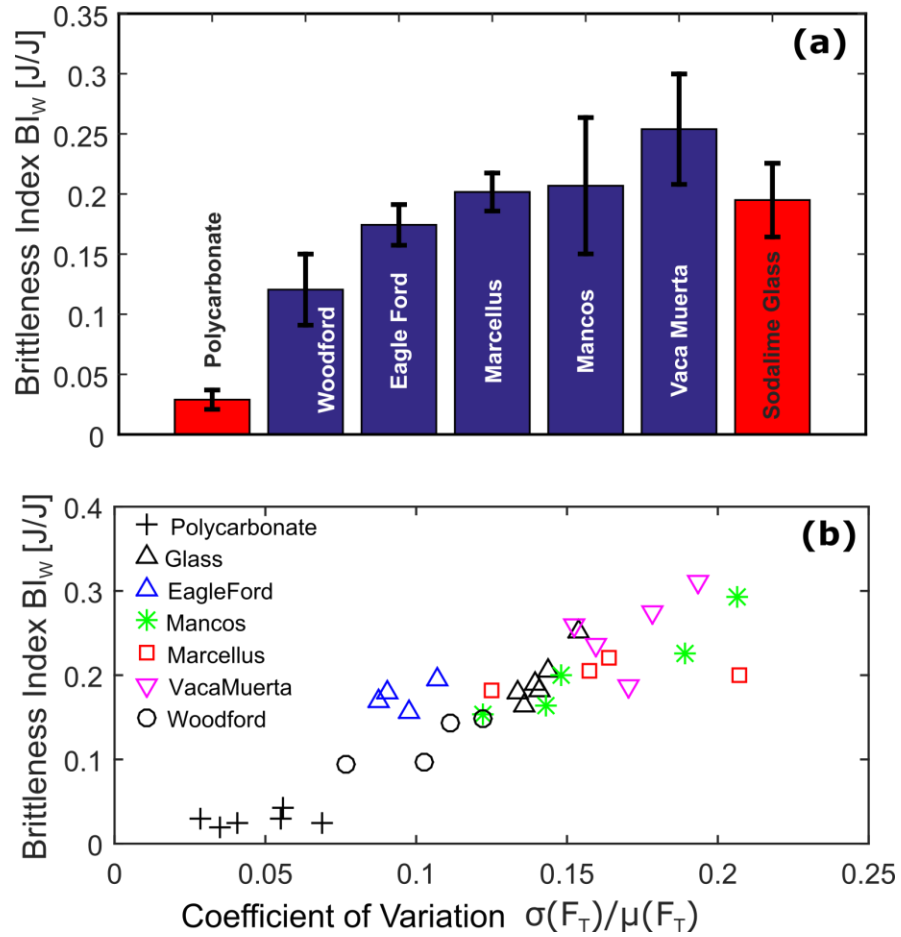 (a)
Brittleness Index BI_W [J/J]
0.35
0.3
0.25
0.2
0.15
0.1
0.05
0
Polycarbonate
Woodford
Eagle Ford
Marcellus
Mancos
Vaca Muerta
Sodalime Glass
(b)
Brittleness Index BI_W [J/J]
0.4
0.3
0.2
0.1
0
Polycarbonate
Glass
EagleFord
Mancos
Marcellus
VacaMuerta
Woodford
0 0.05 0.1 0.15 0.2 0.25
Coefficient of Variation σ(F_T)/μ(F_T)